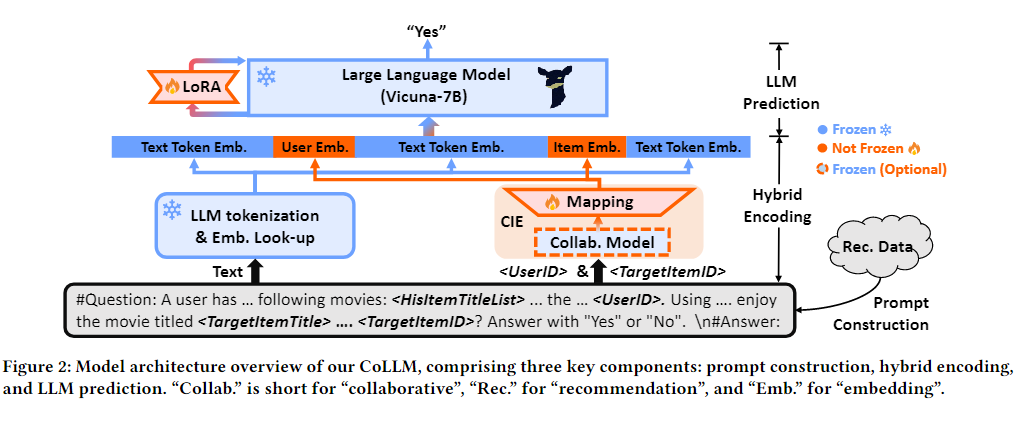 “Yes”
LoRA
Large Language Model
(Vicuna-7B)
LLM
Prediction
Text Token Emb.
User Emb.
Text Token Emb.
Item Emb.
Text Token Emb.
Frozen
Not Frozen
Frozen (Optional)
LLM tokenization
& Emb. Look-up
CIE
Mapping
Collab. Model
Hybrid
Encoding
Rec. Data
Text
<UserID> & <TargetItemID>
Prompt
Construction
#Question: A user has ... following movies: <HisItemTitleList> ... the ... <UserID>. Using .... enjoy
the movie titled <TargetItemTitle> .... <TargetItemID>? Answer with "Yes" or "No". \n#Answer:
Figure 2: Model architecture overview of our CoLLM, comprising three key components: prompt construction, hybrid encoding,
and LLM prediction. “Collab.” is short for “collaborative”, “Rec.” for “recommendation”, and “Emb.” for “embedding”.